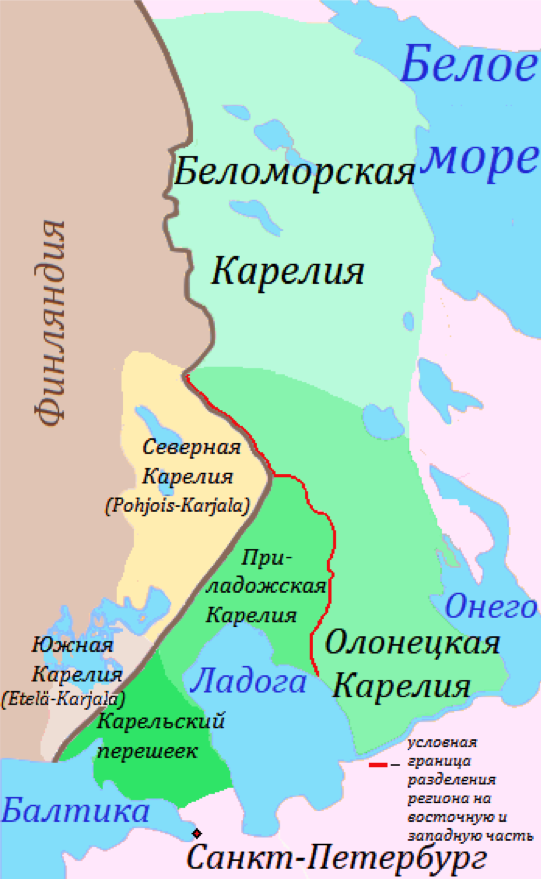 Белое
море
Беломорская
Карелия
Финляндия
Северная
Карелия
(Pohjois-Karjala)
При-
ладожская
Карелия
Онего
Южная
Карелия
(Etelä-Karjala)
Ладога
Олонецкая
Карелия
Карельский
перешеек
условная
граница
разделения
региона на
восточную и
западную часть
Балтика
Санкт-Петербург